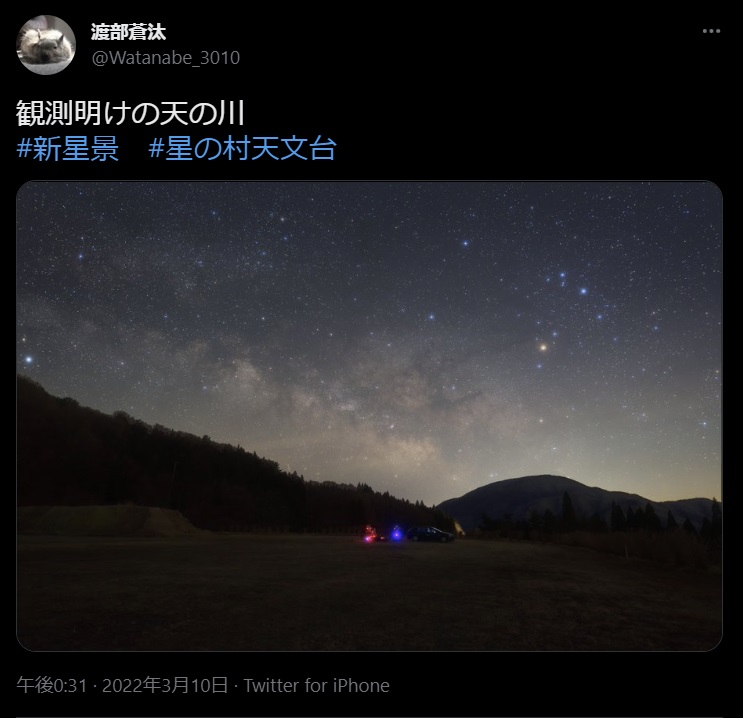 渡部蒼汰
@Watanabe_3010
観測明けの天の川
#新星景　#星の村天文台
午後0:31 · 2022年3月10日 · Twitter for iPhone